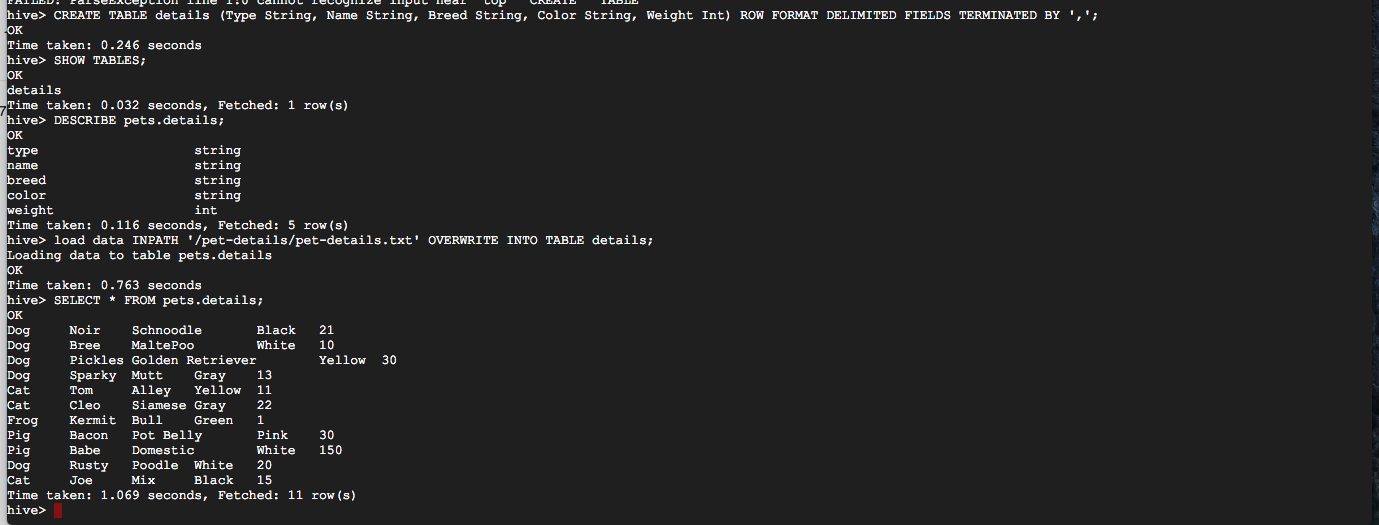 FAILED: ParseException line 1:0 cannot recognize input near 'top' 'CREATE' 'TABLE'
hive> CREATE TABLE details (Type String, Name String, Breed String, Color String, Weight Int) ROW FORMAT DELIMITED FIELDS TERMINATED BY ',';
OK
Time taken: 0.246 seconds
hive> SHOW TABLES;
OK
details
Time taken: 0.032 seconds, Fetched: 1 row(s)
hive> DESCRIBE pets.details;
OK
type string
name string
breed string
color string
weight int
Time taken: 0.116 seconds, Fetched: 5 row(s)
hive> load data INPATH '/pet-details/pet-details.txt' OVERWRITE INTO TABLE details;
Loading data to table pets.details
OK
Time taken: 0.763 seconds
hive> SELECT * FROM pets.details;
OK
Dog Noir Schnoodle Black 21
Dog Bree MaltePoo White 10
Dog Pickles Golden Retriever Yellow 30
Dog Sparky Mutt Gray 13
Cat Tom Alley Yellow 11
Cat Cleo Siamese Gray 22
Frog Kermit Bull Green 1
Pig Bacon Pot Belly Pink 30
Pig Babe Domestic White 150
Dog Rusty Poodle White 20
Cat Joe Mix Black 15
Time taken: 1.069 seconds, Fetched: 11 row(s)
hive>